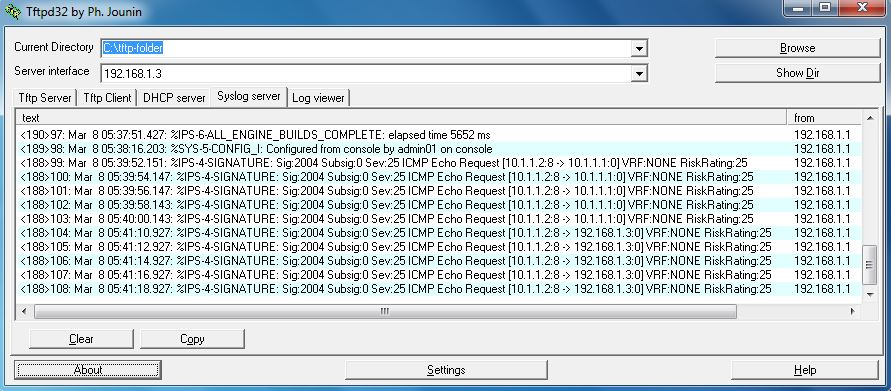 Tftpd32 by Ph. Jounin
Current Directory C:\tftp-folder Browse
Server interface 192.168.1.3 Show Dir
Tftp Server Tftp Client DHCP server Syslog server Log viewer
text from
<190>97: Mar 8 05:37:51.427: %IPS-6-ALL_ENGINE_BUILDS_COMPLETE: elapsed time 5652 ms 192.168.1.1
<189>98: Mar 8 05:38:16.203: %SYS-5-CONFIG_I: Configured from console by admin01 on console 192.168.1.1
<188>99: Mar 8 05:39:52.151: %IPS-4-SIGNATURE: Sig:2004 Subsig:0 Sev:25 ICMP Echo Request [10.1.1.2:8 -> 10.1.1.1:0] VRF:NONE RiskRating:25 192.168.1.1
<188>100: Mar 8 05:39:54.147: %IPS-4-SIGNATURE: Sig:2004 Subsig:0 Sev:25 ICMP Echo Request [10.1.1.2:8 -> 10.1.1.1:0] VRF:NONE RiskRating:25 192.168.1.1
<188>101: Mar 8 05:39:56.147: %IPS-4-SIGNATURE: Sig:2004 Subsig:0 Sev:25 ICMP Echo Request [10.1.1.2:8 -> 10.1.1.1:0] VRF:NONE RiskRating:25 192.168.1.1
<188>102: Mar 8 05:39:58.143: %IPS-4-SIGNATURE: Sig:2004 Subsig:0 Sev:25 ICMP Echo Request [10.1.1.2:8 -> 10.1.1.1:0] VRF:NONE RiskRating:25 192.168.1.1
<188>103: Mar 8 05:40:00.143: %IPS-4-SIGNATURE: Sig:2004 Subsig:0 Sev:25 ICMP Echo Request [10.1.1.2:8 -> 10.1.1.1:0] VRF:NONE RiskRating:25 192.168.1.1
<188>104: Mar 8 05:41:10.927: %IPS-4-SIGNATURE: Sig:2004 Subsig:0 Sev:25 ICMP Echo Request [10.1.1.2:8 -> 192.168.1.3:0] VRF:NONE RiskRating:25 192.168.1.1
<188>105: Mar 8 05:41:12.927: %IPS-4-SIGNATURE: Sig:2004 Subsig:0 Sev:25 ICMP Echo Request [10.1.1.2:8 -> 192.168.1.3:0] VRF:NONE RiskRating:25 192.168.1.1
<188>106: Mar 8 05:41:14.927: %IPS-4-SIGNATURE: Sig:2004 Subsig:0 Sev:25 ICMP Echo Request [10.1.1.2:8 -> 192.168.1.3:0] VRF:NONE RiskRating:25 192.168.1.1
<188>107: Mar 8 05:41:16.927: %IPS-4-SIGNATURE: Sig:2004 Subsig:0 Sev:25 ICMP Echo Request [10.1.1.2:8 -> 192.168.1.3:0] VRF:NONE RiskRating:25 192.168.1.1
<188>108: Mar 8 05:41:18.927: %IPS-4-SIGNATURE: Sig:2004 Subsig:0 Sev:25 ICMP Echo Request [10.1.1.2:8 -> 192.168.1.3:0] VRF:NONE RiskRating:25 192.168.1.1
Clear Copy
About Settings Help